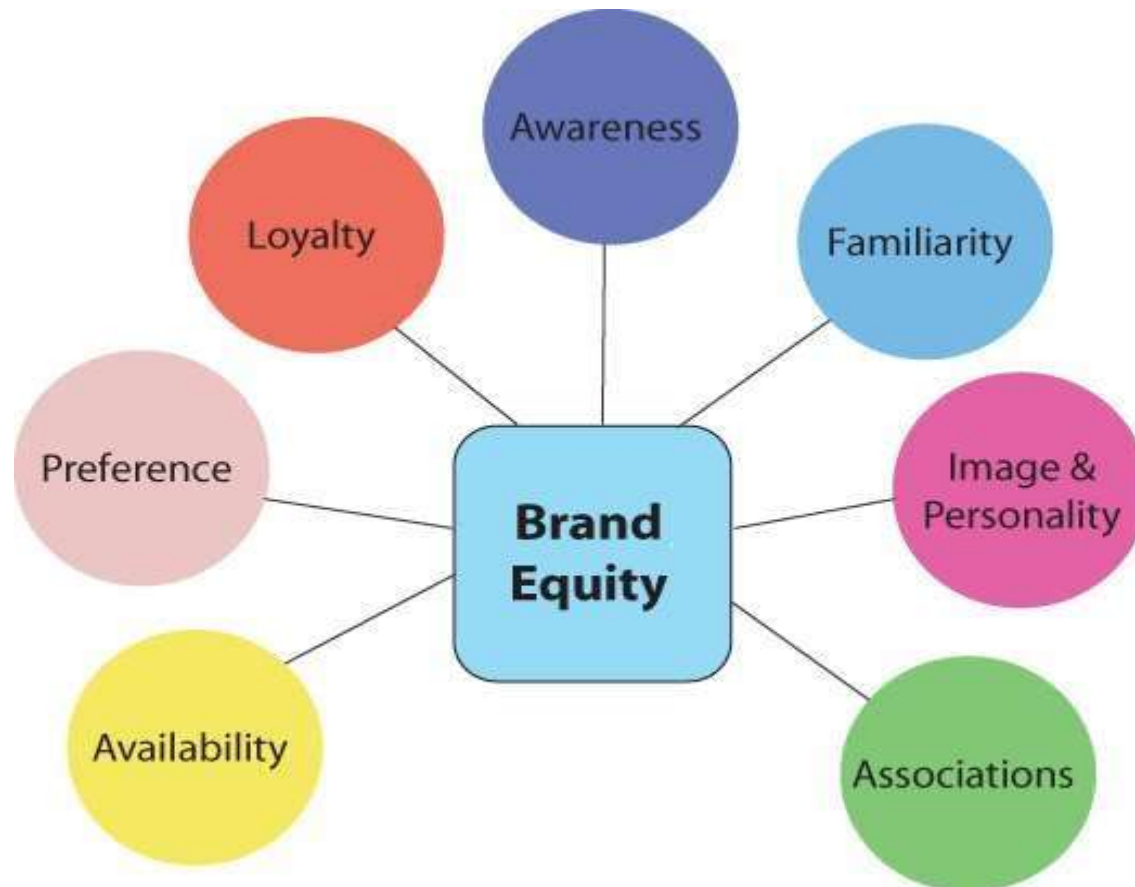 Awareness
Loyalty
Familiarity
Preference
Image &
Personality
Brand
Equity
Availability
Associations